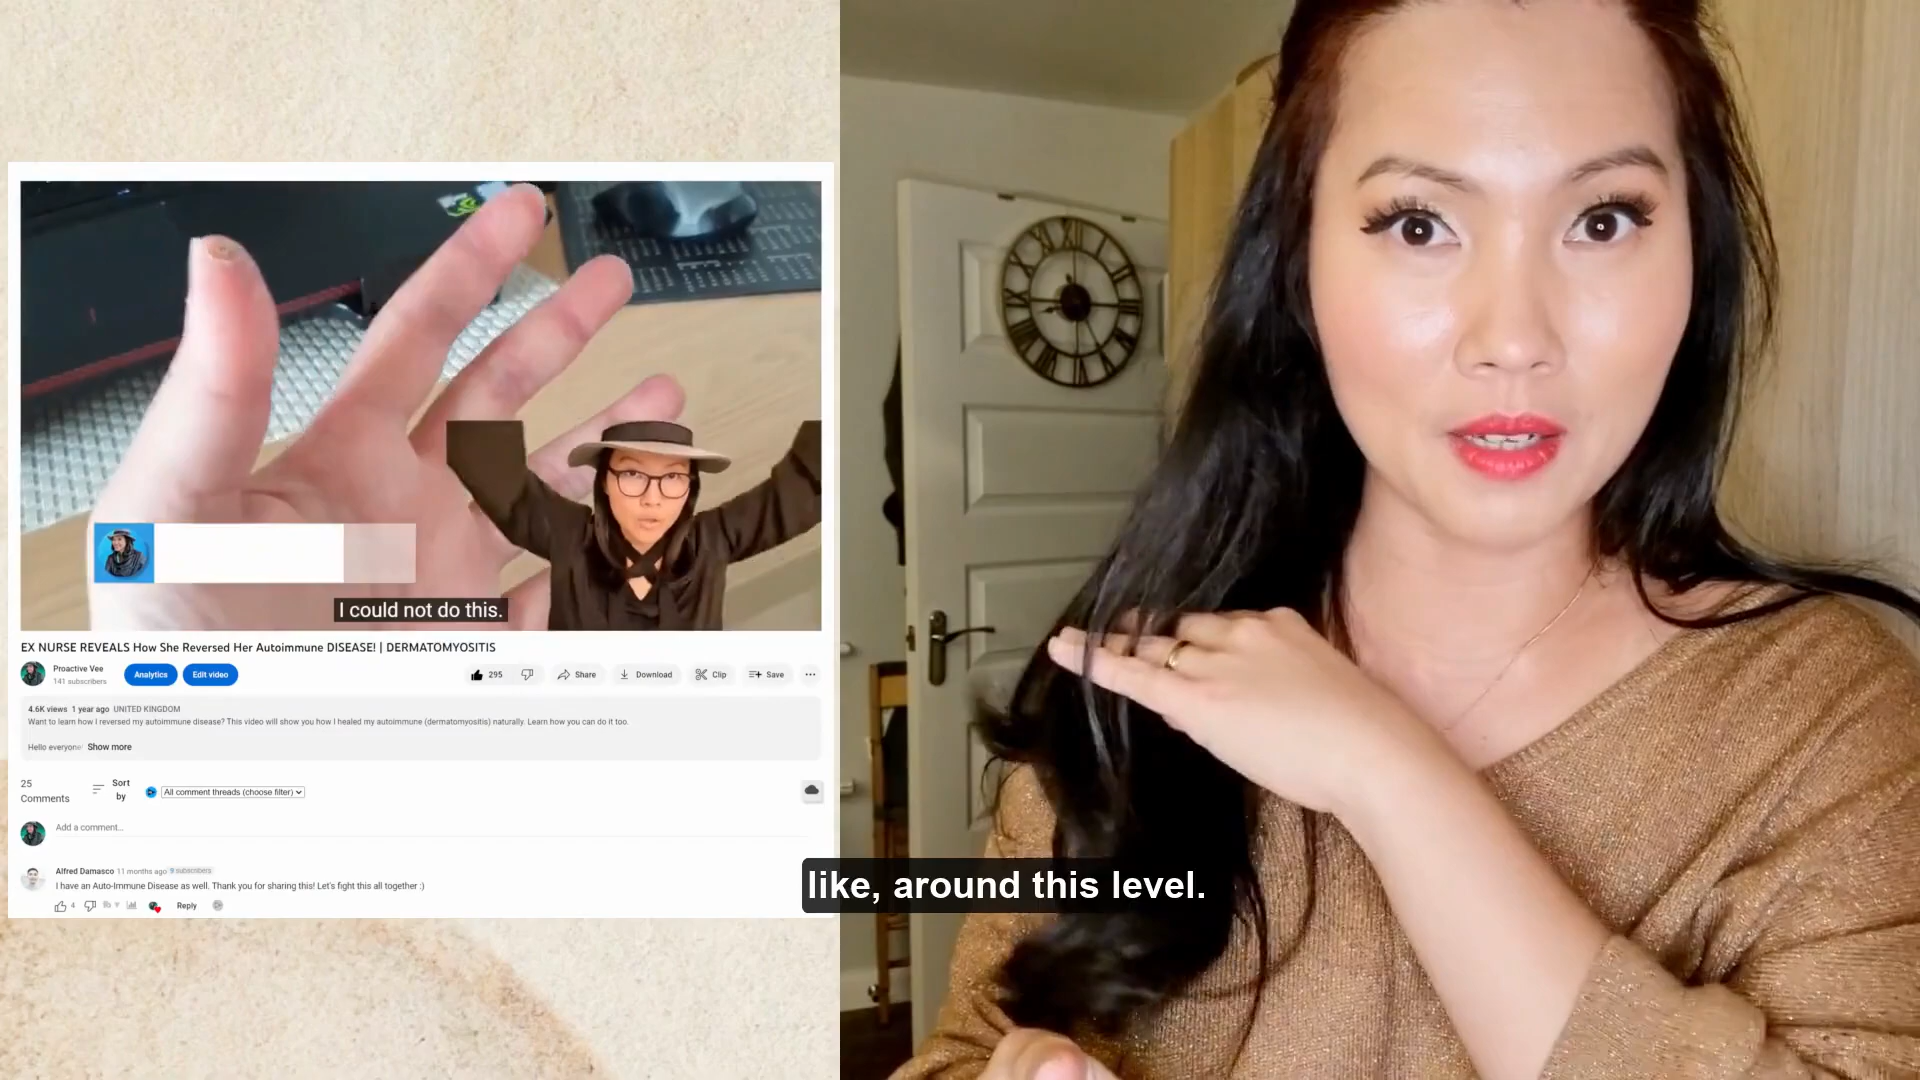 I could not do this.
EX NURSE REVEALS How She Reversed Her Autoimmune DISEASE! | DERMATOMYOSITIS
Proactive Vee
141 subscribers
Analytics
Edit video
295
Share
Download
Clip
Save
4.6K views 1 year ago UNITED KINGDOM
Want to learn how I reversed my autoimmune disease? This video will show you how I healed my autoimmune (dermatomyositis) naturally. Learn how you can do it too.
Hello everyone! Show more
25
Comments
Sort
by
All comment threads (choose filter)
Add a comment...
Alfred Damasco 11 months ago 9 subscribers
I have an Auto-Immune Disease as well. Thank you for sharing this! Let's fight this all together :)
4
Reply
like, around this level.